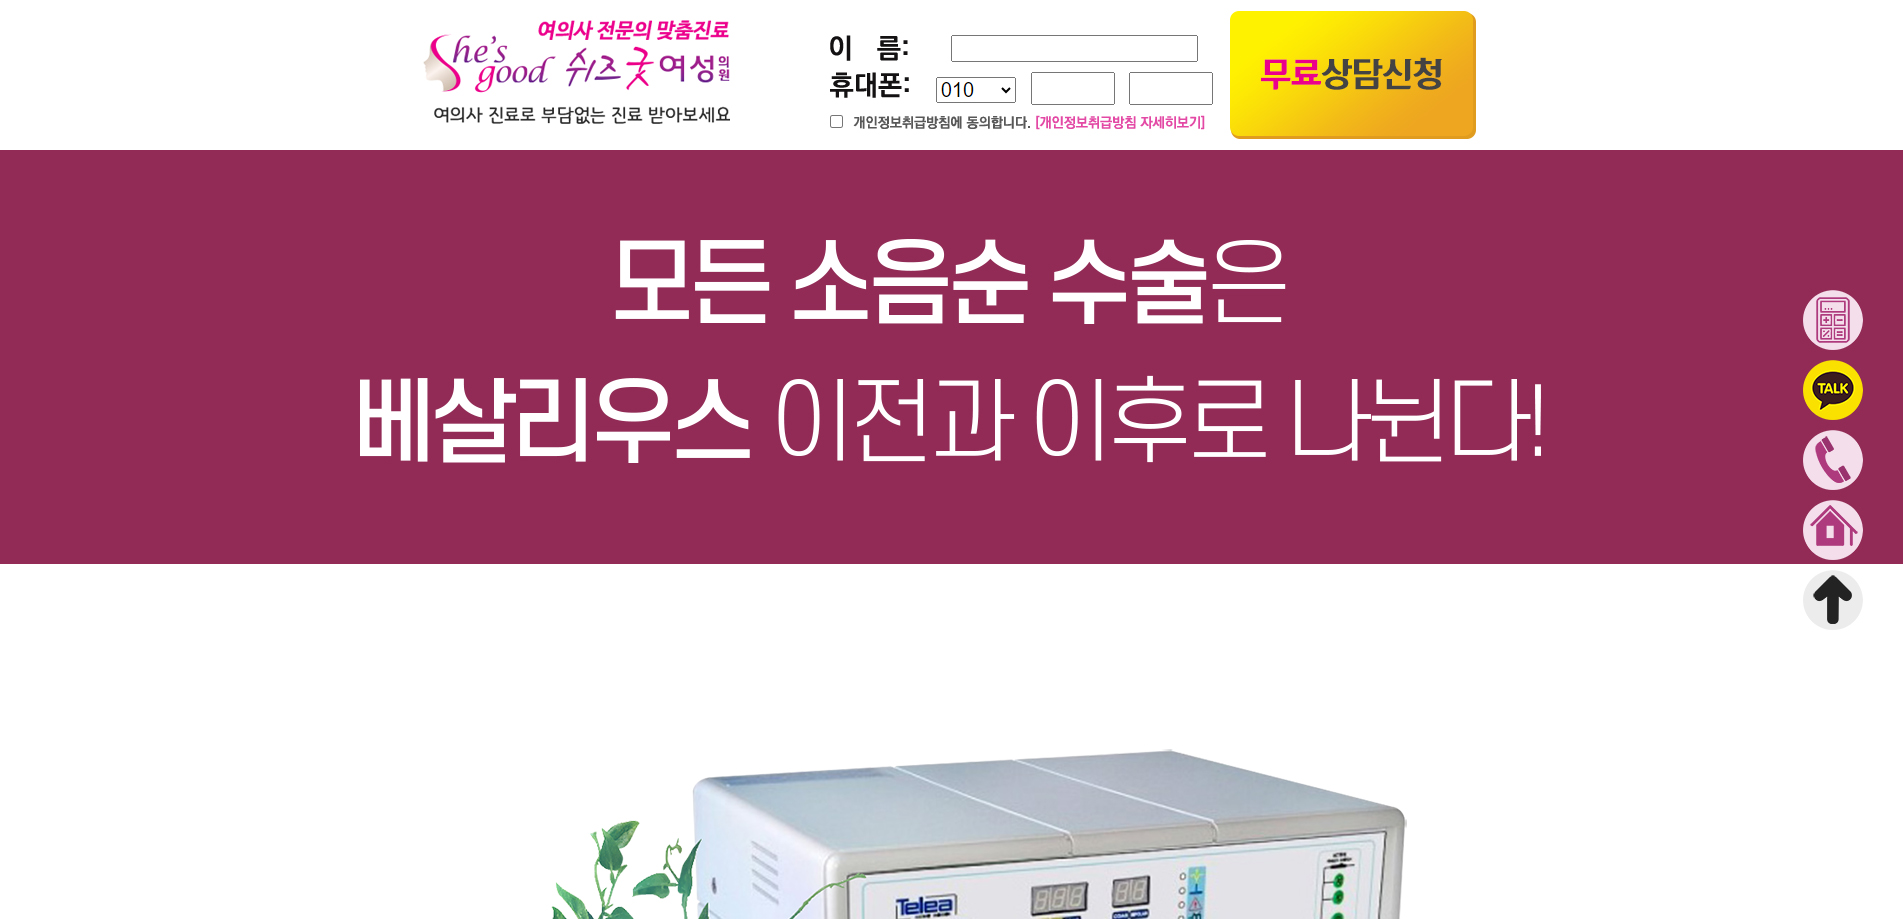 여의사 전문의 맞춤진료
She's good 쉬즈굿여성의원
여의사 진료로 부담없는 진료 받아보세요
이 름:
휴대폰: 010
개인정보취급방침에 동의합니다. [개인정보취급방침 자세히보기]
무료상담신청
모든 소음순 수술은
베살리우스 이전과 이후로 나뉜다!
TALK
Telea